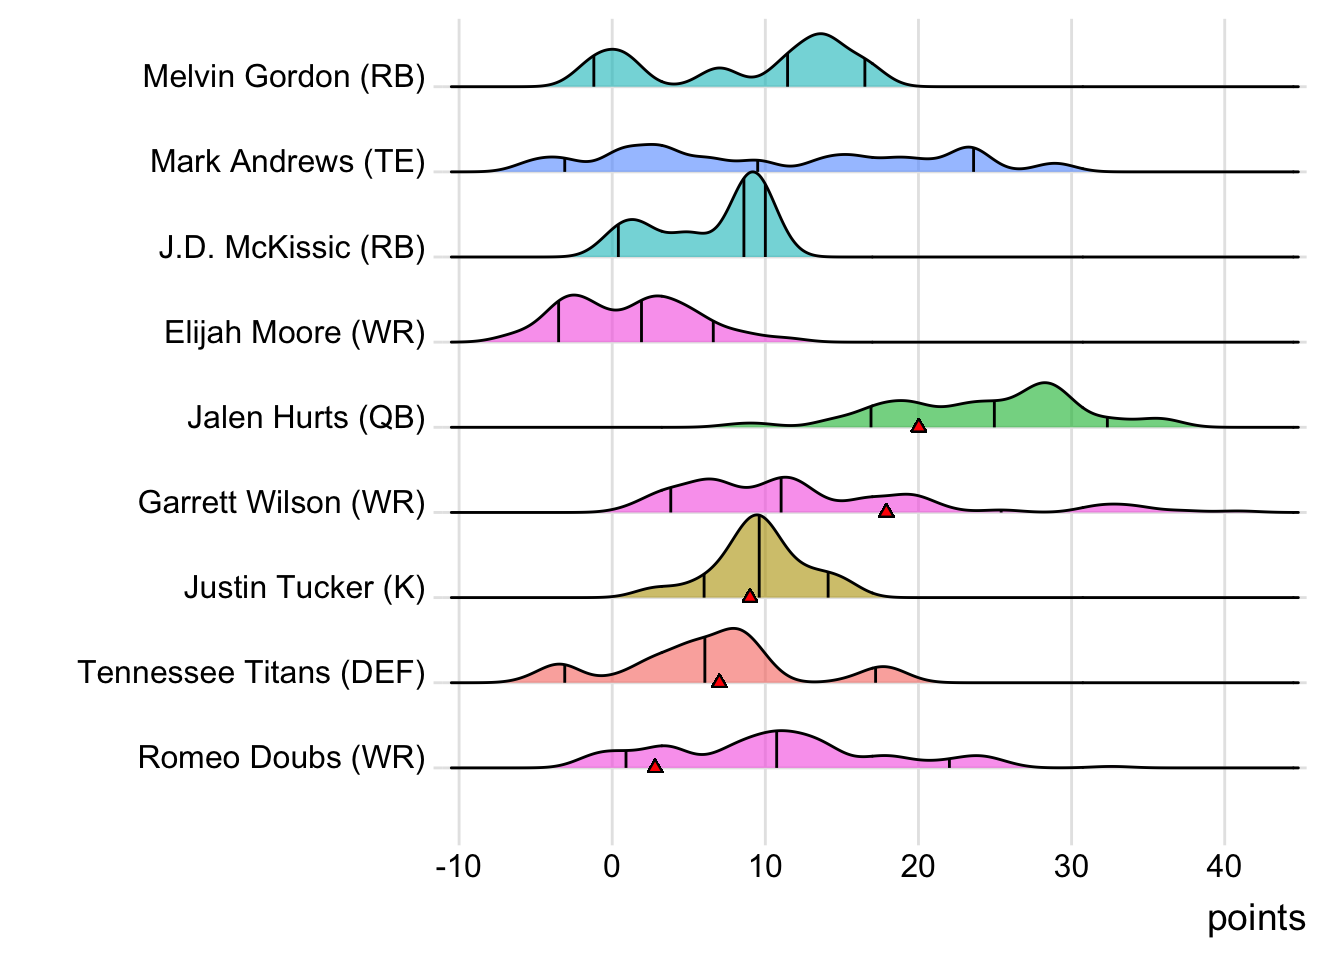 Melvin Gordon (RB)
Mark Andrews (TE)
J.D. McKissic (RB)
Elijah Moore (WR)
Jalen Hurts (QB)
Garrett Wilson (WR)
Justin Tucker (K)
Tennessee Titans (DEF)
Romeo Doubs (WR)
-10 0 10 20 30 40
points